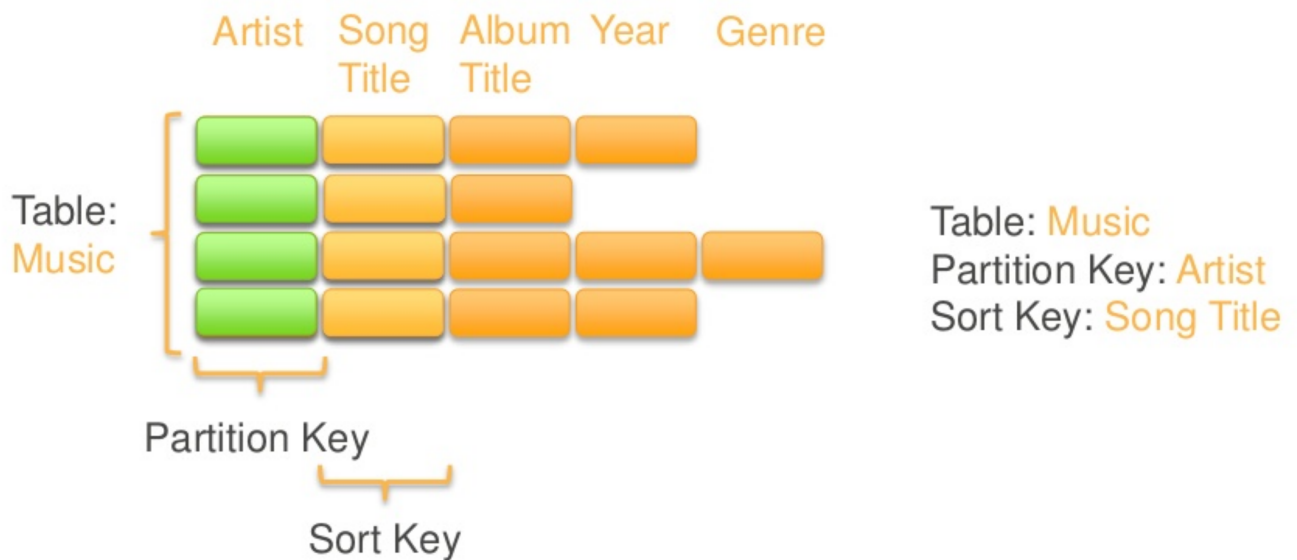 Artist Song Album Year Genre
Title Title
Table:
Music
Table: Music
Partition Key: Artist
Sort Key: Song Title
Partition Key
Sort Key